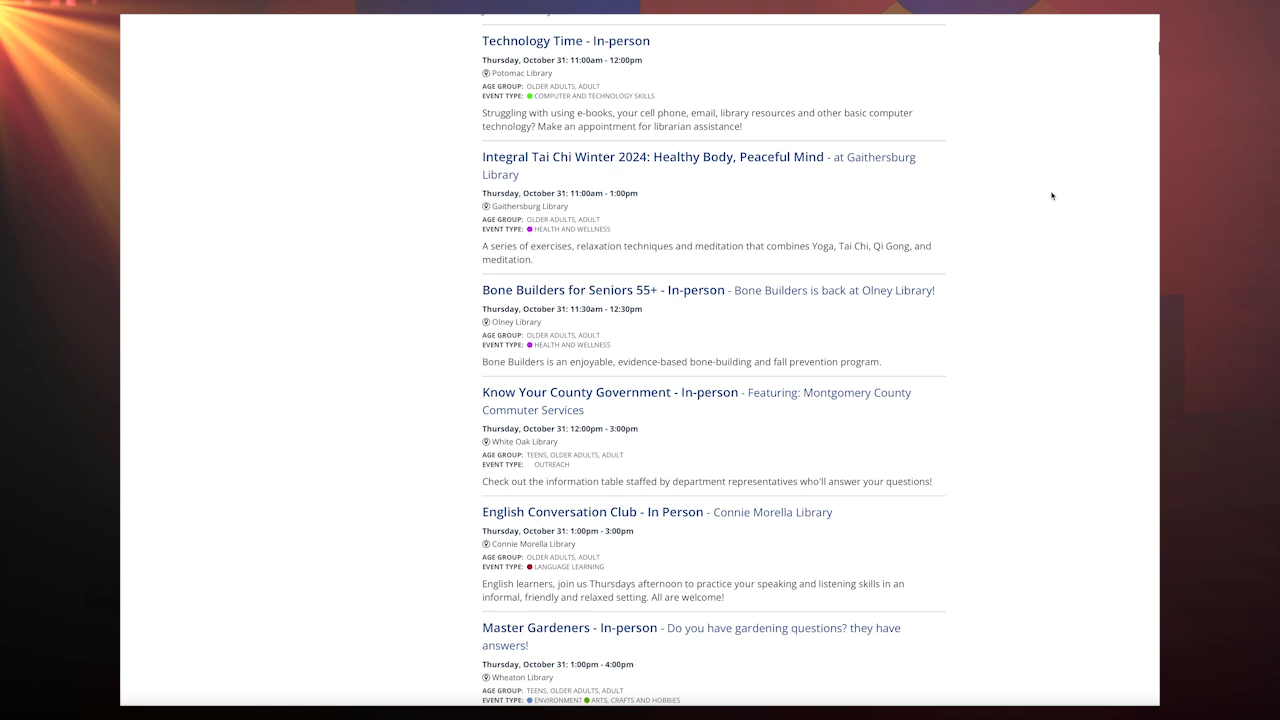 Technology Time - In-person
Thursday, October 31: 11:00am - 12:00pm
Potomac Library
AGE GROUP: OLDER ADULTS, ADULT
EVENT TYPE: COMPUTER AND TECHNOLOGY SKILLS
Struggling with using e-books, your cell phone, email, library resources and other basic computer
technology? Make an appointment for librarian assistance!
Integral Tai Chi Winter 2024: Healthy Body, Peaceful Mind - at Gaithersburg
Library
Thursday, October 31: 11:00am - 1:00pm
Gaithersburg Library
AGE GROUP: OLDER ADULTS, ADULT
EVENT TYPE: HEALTH AND WELLNESS
A series of exercises, relaxation techniques and meditation that combines Yoga, Tai Chi, Qi Gong, and
meditation.
Bone Builders for Seniors 55+ - In-person - Bone Builders is back at Olney Library!
Thursday, October 31: 11:30am - 12:30pm
Olney Library
AGE GROUP: OLDER ADULTS, ADULT
EVENT TYPE: HEALTH AND WELLNESS
Bone Builders is an enjoyable, evidence-based bone-building and fall prevention program.
Know Your County Government - In-person - Featuring: Montgomery County
Commuter Services
Thursday, October 31: 12:00pm - 3:00pm
White Oak Library
AGE GROUP: TEENS, OLDER ADULTS, ADULT
EVENT TYPE: OUTREACH
Check out the information table staffed by department representatives who'll answer your questions!
English Conversation Club - In Person - Connie Morella Library
Thursday, October 31: 1:00pm - 3:00pm
Connie Morella Library
AGE GROUP: OLDER ADULTS, ADULT
EVENT TYPE: LANGUAGE LEARNING
English learners, join us Thursdays afternoon to practice your speaking and listening skills in an
informal, friendly and relaxed setting. All are welcome!
Master Gardeners - In-person - Do you have gardening questions? they have
answers!
Thursday, October 31: 1:00pm - 4:00pm
Wheaton Library
AGE GROUP: TEENS, OLDER ADULTS, ADULT
EVENT TYPE: ENVIRONMENT ARTS, CRAFTS AND HOBBIES